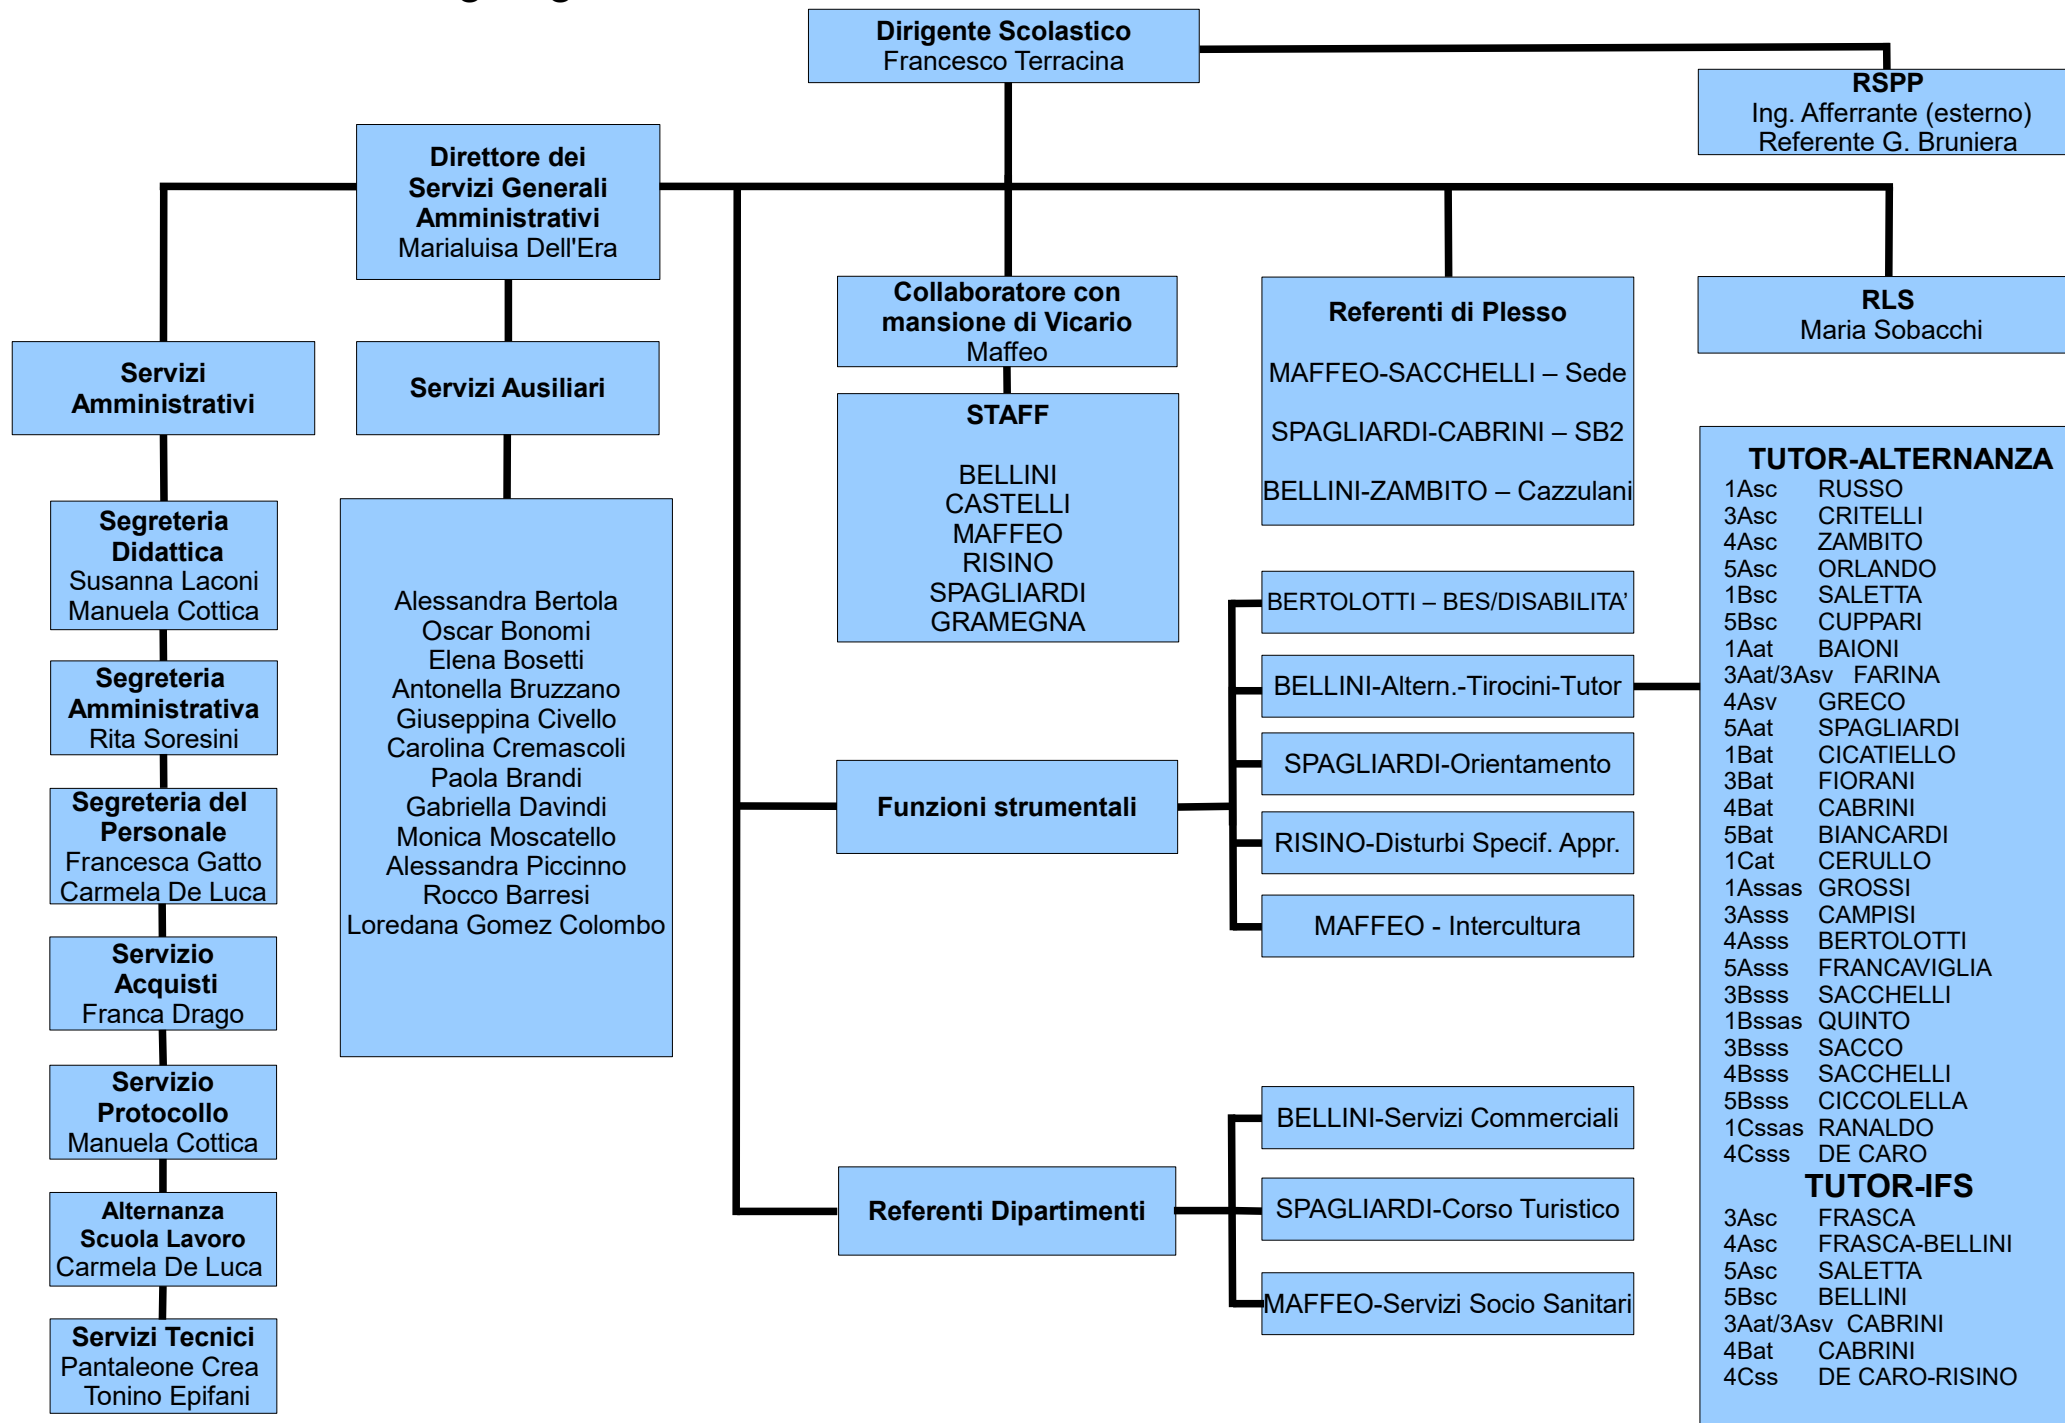 Dirigente Scolastico
Francesco Terracina
RSPP
Ing. Afferrante (esterno)
Referente G. Bruniera
Direttore dei
Servizi Generali
Amministrativi
Marialuisa Dell'Era
Collaboratore con
mansione di Vicario
Maffeo
Referenti di Plesso
MAFFEO-SACCHELLI – Sede
SPAGLIARDI-CABRINI – SB2
BELLINI-ZAMBITO – Cazzulani
RLS
Maria Sobacchi
Servizi
Amministrativi
Servizi Ausiliari
STAFF
BELLINI
CASTELLI
MAFFEO
RISINO
SPAGLIARDI
GRAMEGNA
Segreteria
Didattica
Susanna Laconi
Manuela Cottica
Segreteria
Amministrativa
Rita Soresini
Segreteria del
Personale
Francesca Gatto
Carmela De Luca
Servizio
Acquisti
Franca Drago
Servizio
Protocollo
Manuela Cottica
Alternanza
Scuola Lavoro
Carmela De Luca
Servizi Tecnici
Pantaleone Crea
Tonino Epifani
Alessandra Bertola
Oscar Bonomi
Elena Bosetti
Antonella Bruzzano
Giuseppina Civello
Carolina Cremascoli
Paola Brandi
Gabriella Davindi
Monica Moscatello
Alessandra Piccinno
Rocco Barresi
Loredana Gomez Colombo
Funzioni strumentali
BERTOLOTTI – BES/DISABILITA’
BELLINI-Altern.-Tirocini-Tutor
SPAGLIARDI-Orientamento
RISINO-Disturbi Specif. Appr.
MAFFEO - Intercultura
Referenti Dipartimenti
BELLINI-Servizi Commerciali
SPAGLIARDI-Corso Turistico
MAFFEO-Servizi Socio Sanitari
TUTOR-ALTERNANZA
1Asc RUSSO
3Asc CRITELLI
4Asc ZAMBITO
5Asc ORLANDO
1Bsc SALETTA
5Bsc CUPPARI
1Aat BAIONI
3Aat/3Asv FARINA
4Asv GRECO
5Aat SPAGLIARDI
1Bat CICATIELLO
3Bat FIORANI
4Bat CABRINI
5Bat BIANCARDI
1Cat CERULLO
1Assas GROSSI
3Asss CAMPISI
4Asss BERTOLOTTI
5Asss FRANCAVIGLIA
3Bsss SACCHELLI
1Bssas QUINTO
3Bsss SACCO
4Bsss SACCHELLI
5Bsss CICCOLELLA
1Cssas RANALDO
4Csss DE CARO
TUTOR-IFS
3Asc FRASCA
4Asc FRASCA-BELLINI
5Asc SALETTA
5Bsc BELLINI
3Aat/3Asv CABRINI
4Bat CABRINI
4Css DE CARO-RISINO